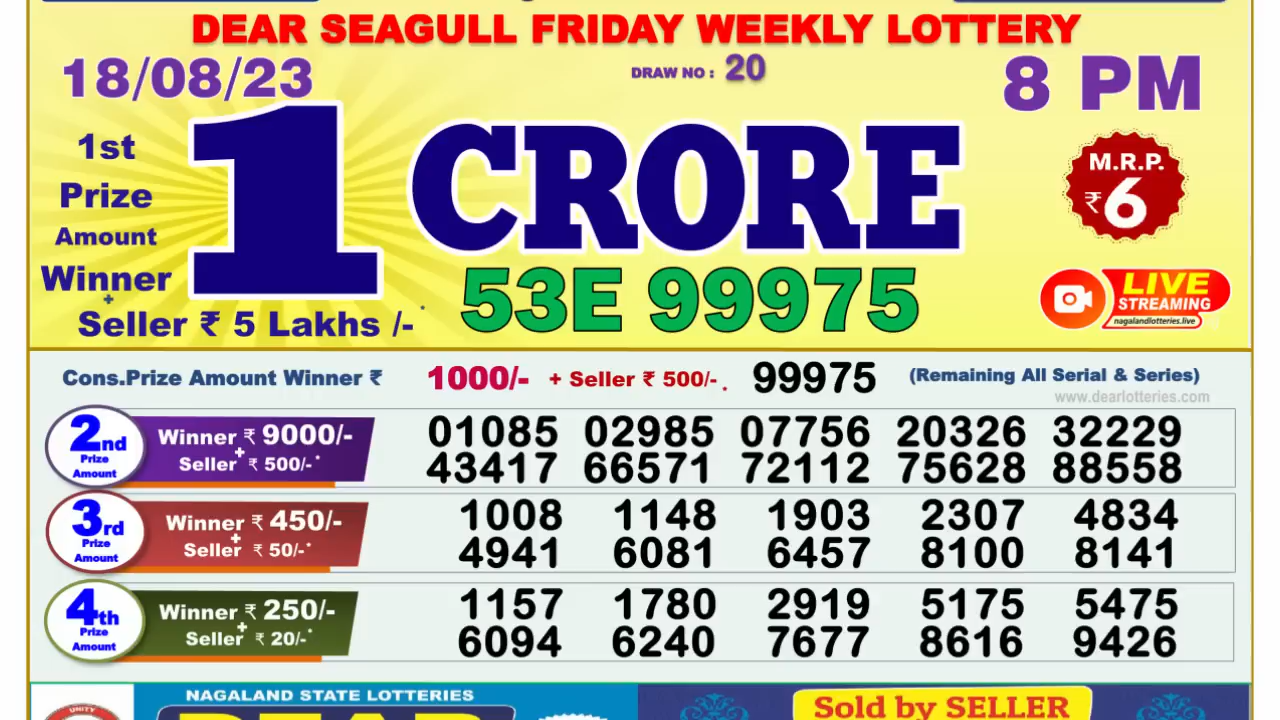 DEAR SEAGULL FRIDAY WEEKLY LOTTERY
18/08/23
DRAW NO : 20
8 PM
1st
Prize
Amount
Winner
+
Seller ₹ 5 Lakhs /-
1 CRORE
53E 99975
M.R.P.
₹ 6
LIVE
STREAMING
nagalandlotteries.live
Cons.Prize Amount Winner ₹ 1000/- + Seller ₹ 500/- . 99975 (Remaining All Serial & Series)
www.dearlotteries.com
2nd
Prize
Amount
Winner ₹ 9000/-
+
Seller ₹ 500/-*
01085 02985 07756 20326 32229
43417 66571 72112 75628 88558
3rd
Prize
Amount
Winner ₹ 450/-
+
Seller ₹ 50/-*
1008 1148 1903 2307 4834
4941 6081 6457 8100 8141
4th
Prize
Amount
Winner ₹ 250/-
+
Seller ₹ 20/-*
1157 1780 2919 5175 5475
6094 6240 7677 8616 9426
UNITY
NAGALAND STATE LOTTERIES
DEAR
Sold by SELLER